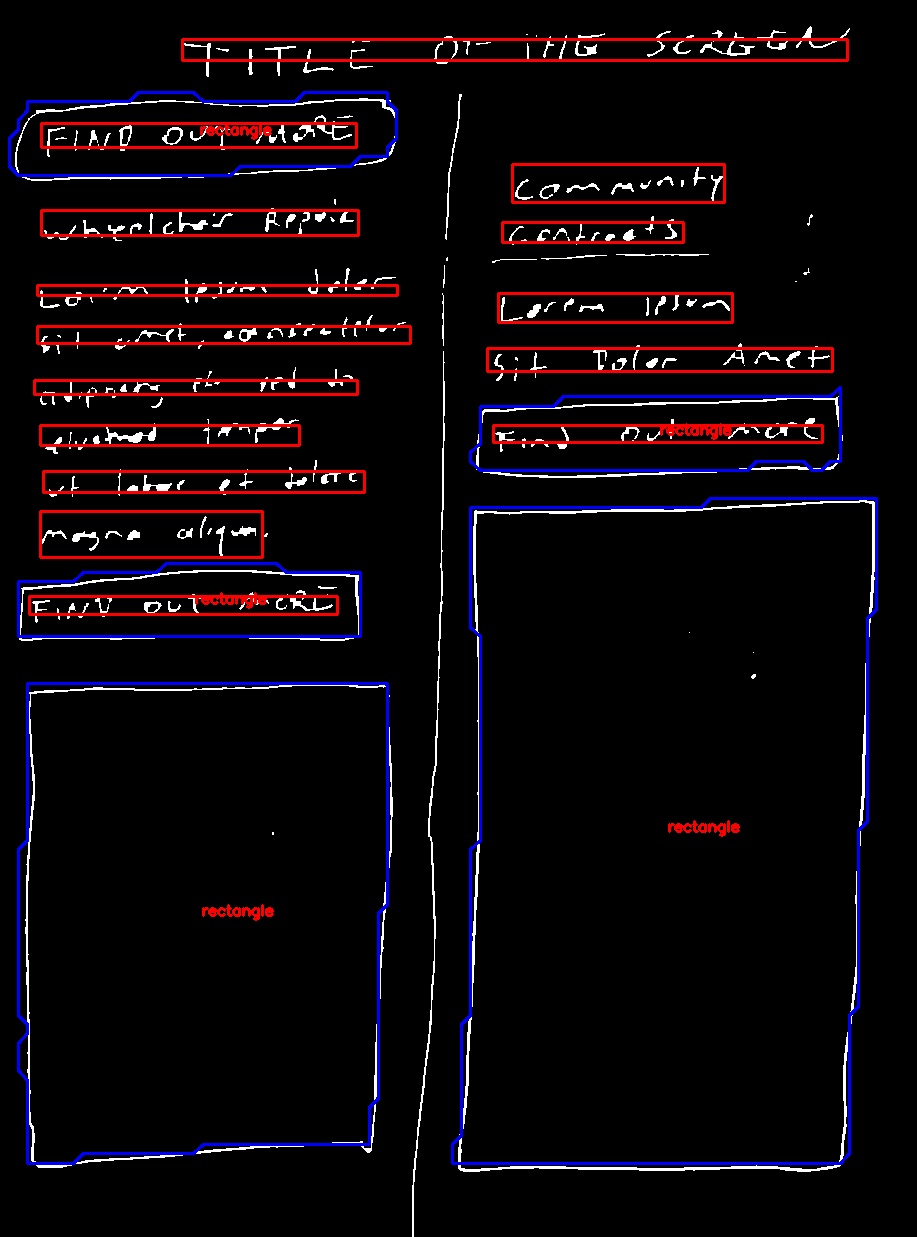 TITLE OF THE SCREEN
FIND OUT MORE
rectangle
Wheelchair Repair
Lorem Ipsum dolor
sit amet, consectetur
adipiscing elit sed do
eiusmod tempor
ut labore et dolore
magna aliqua.
FIND OUT MORE
rectangle
rectangle
Community
Contracts
Lorem Ipsum
Sit Dolor Amet
Find out more
rectangle
rectangle